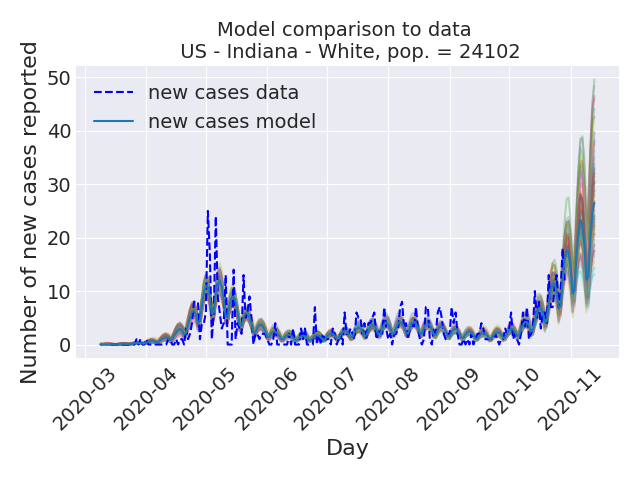 Model comparison to data
US - Indiana - White, pop. = 24102
Number of new cases reported
50
40
30
20
10
0
new cases data
new cases model
2020-03
2020-04
2020-05
2020-06
2020-07
2020-08
2020-09
2020-10
2020-11
Day